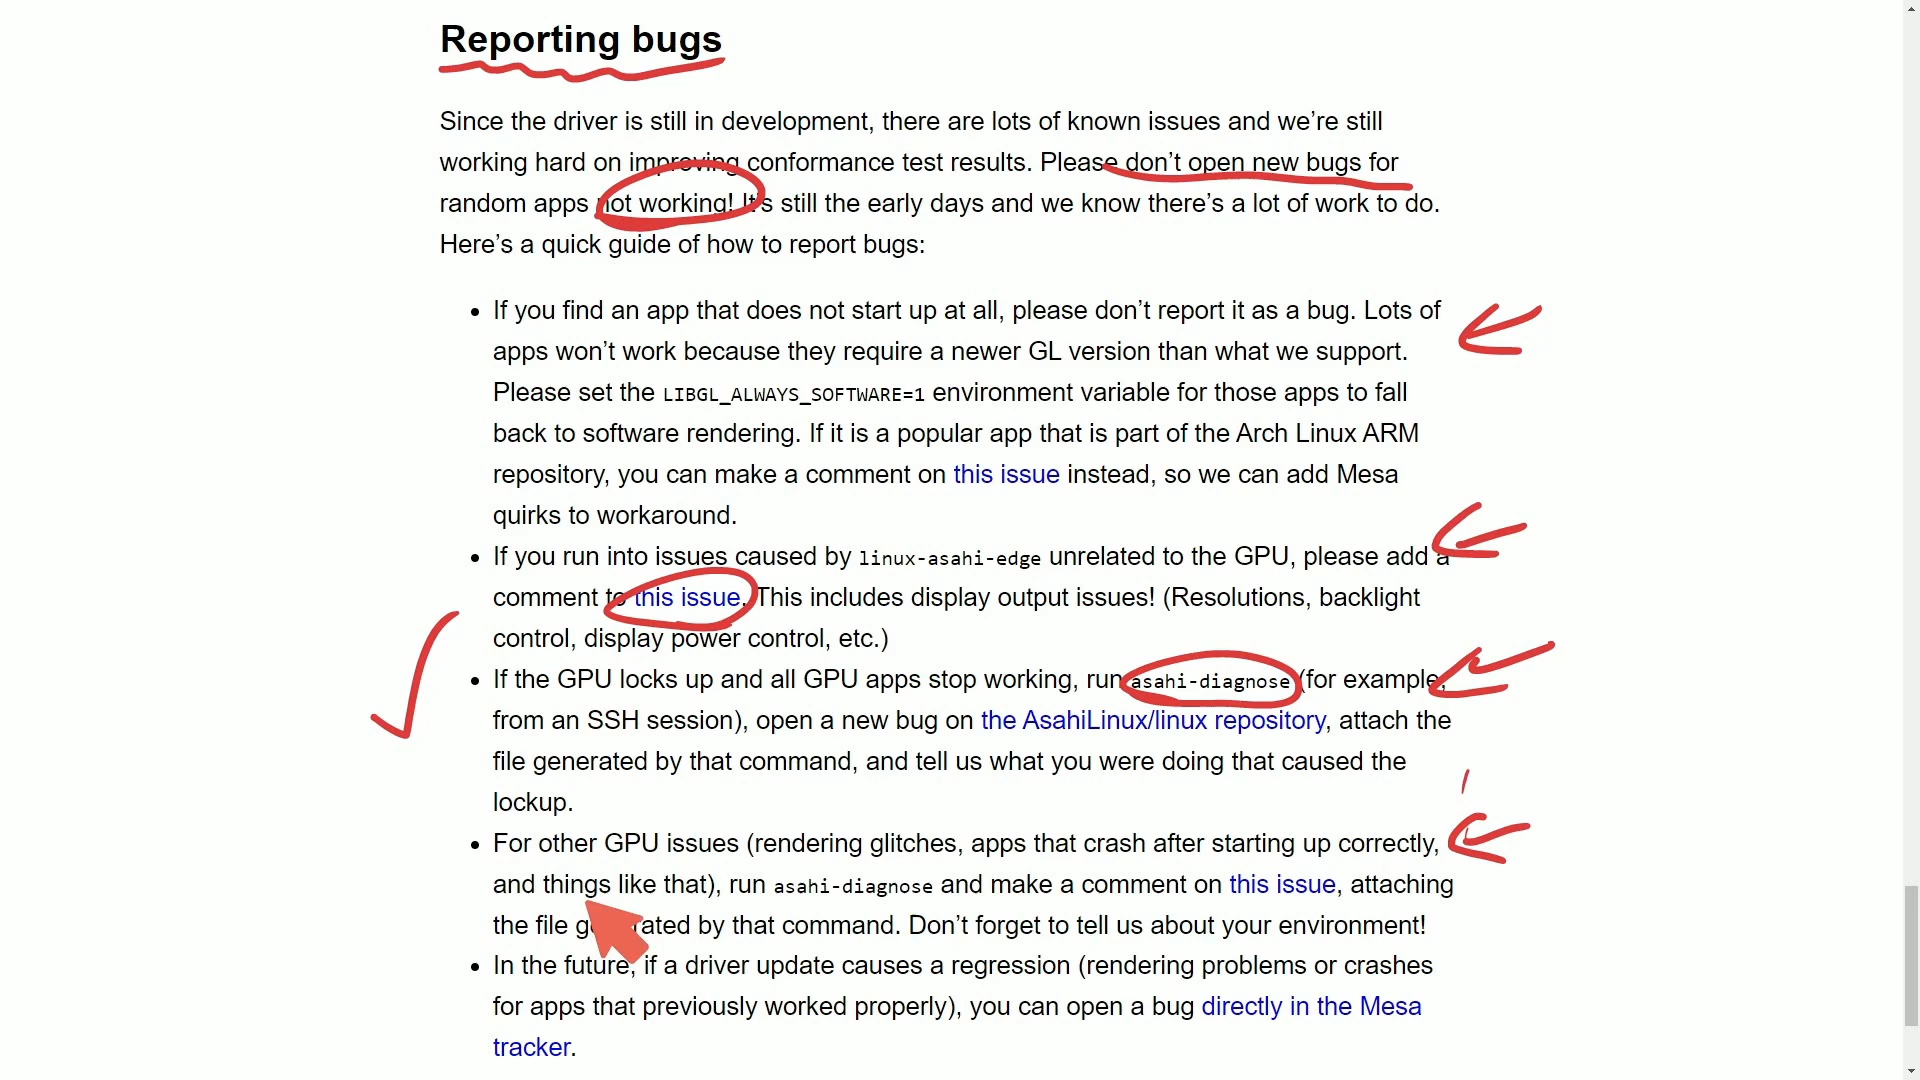 Reporting bugs
Since the driver is still in development, there are lots of known issues and we’re still
working hard on improving conformance test results. Please don’t open new bugs for
random apps not working! It’s still the early days and we know there’s a lot of work to do.
Here’s a quick guide of how to report bugs:
• If you find an app that does not start up at all, please don’t report it as a bug. Lots of
apps won’t work because they require a newer GL version than what we support.
Please set the LIBGL_ALWAYS_SOFTWARE=1 environment variable for those apps to fall
back to software rendering. If it is a popular app that is part of the Arch Linux ARM
repository, you can make a comment on this issue instead, so we can add Mesa
quirks to workaround.
• If you run into issues caused by linux-asahi-edge unrelated to the GPU, please add a
comment to this issue. This includes display output issues! (Resolutions, backlight
control, display power control, etc.)
• If the GPU locks up and all GPU apps stop working, run asahi-diagnose (for example,
from an SSH session), open a new bug on the AsahiLinux/linux repository, attach the
file generated by that command, and tell us what you were doing that caused the
lockup.
• For other GPU issues (rendering glitches, apps that crash after starting up correctly,
and things like that), run asahi-diagnose and make a comment on this issue, attaching
the file generated by that command. Don’t forget to tell us about your environment!
• In the future, if a driver update causes a regression (rendering problems or crashes
for apps that previously worked properly), you can open a bug directly in the Mesa
tracker.